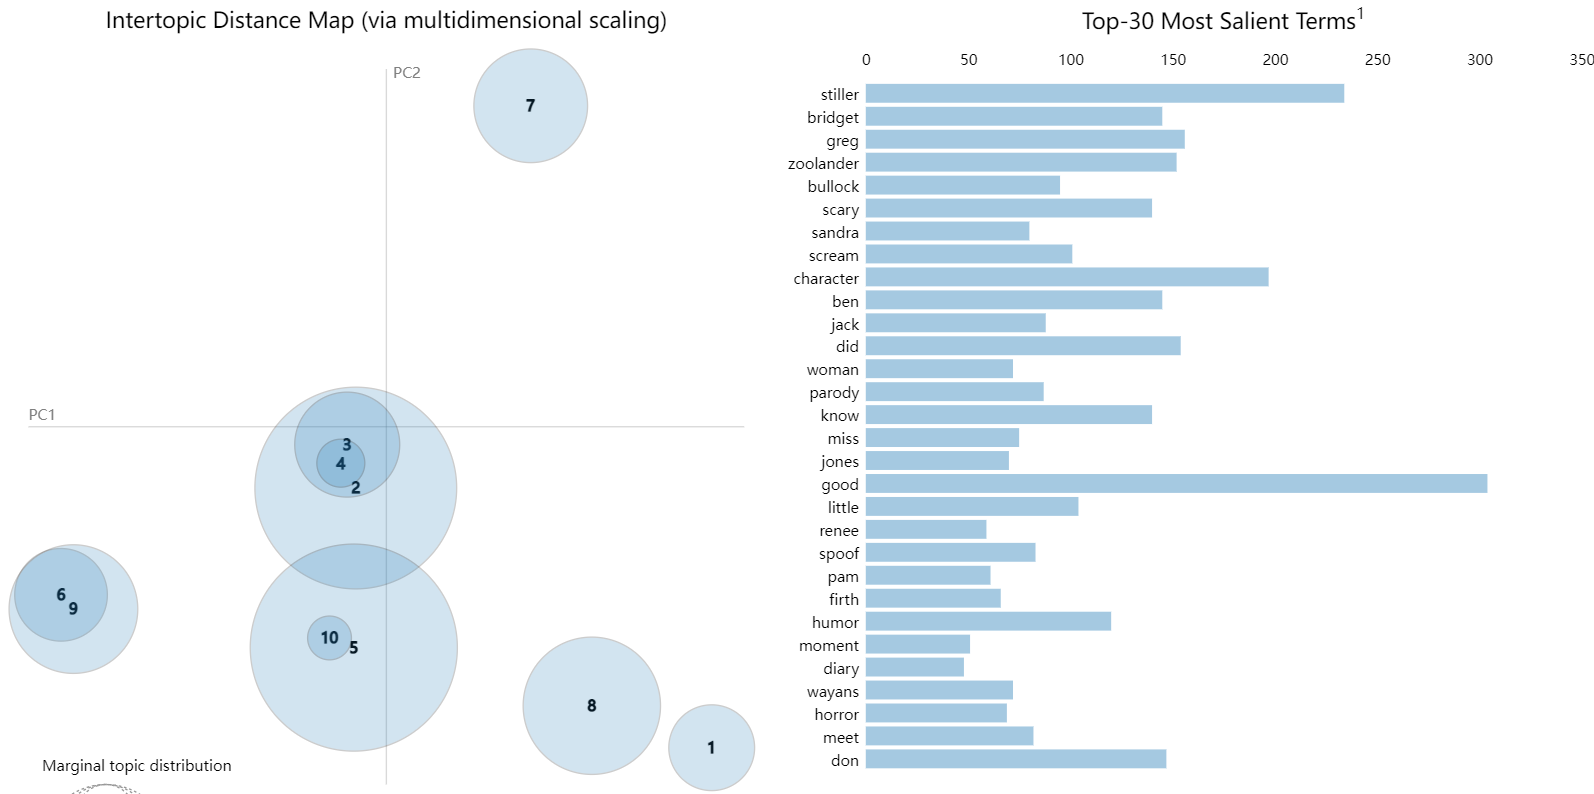 Intertopic Distance Map (via multidimensional scaling)
PC2
7
PC1
3
4
2
6
9
10
5
8
1
Marginal topic distribution
Top-30 Most Salient Terms1
0 50 100 150 200 250 300 350
stiller
bridget
greg
zoolander
bullock
scary
sandra
scream
character
ben
jack
did
woman
parody
know
miss
jones
good
little
renee
spoof
pam
firth
humor
moment
diary
wayans
horror
meet
don